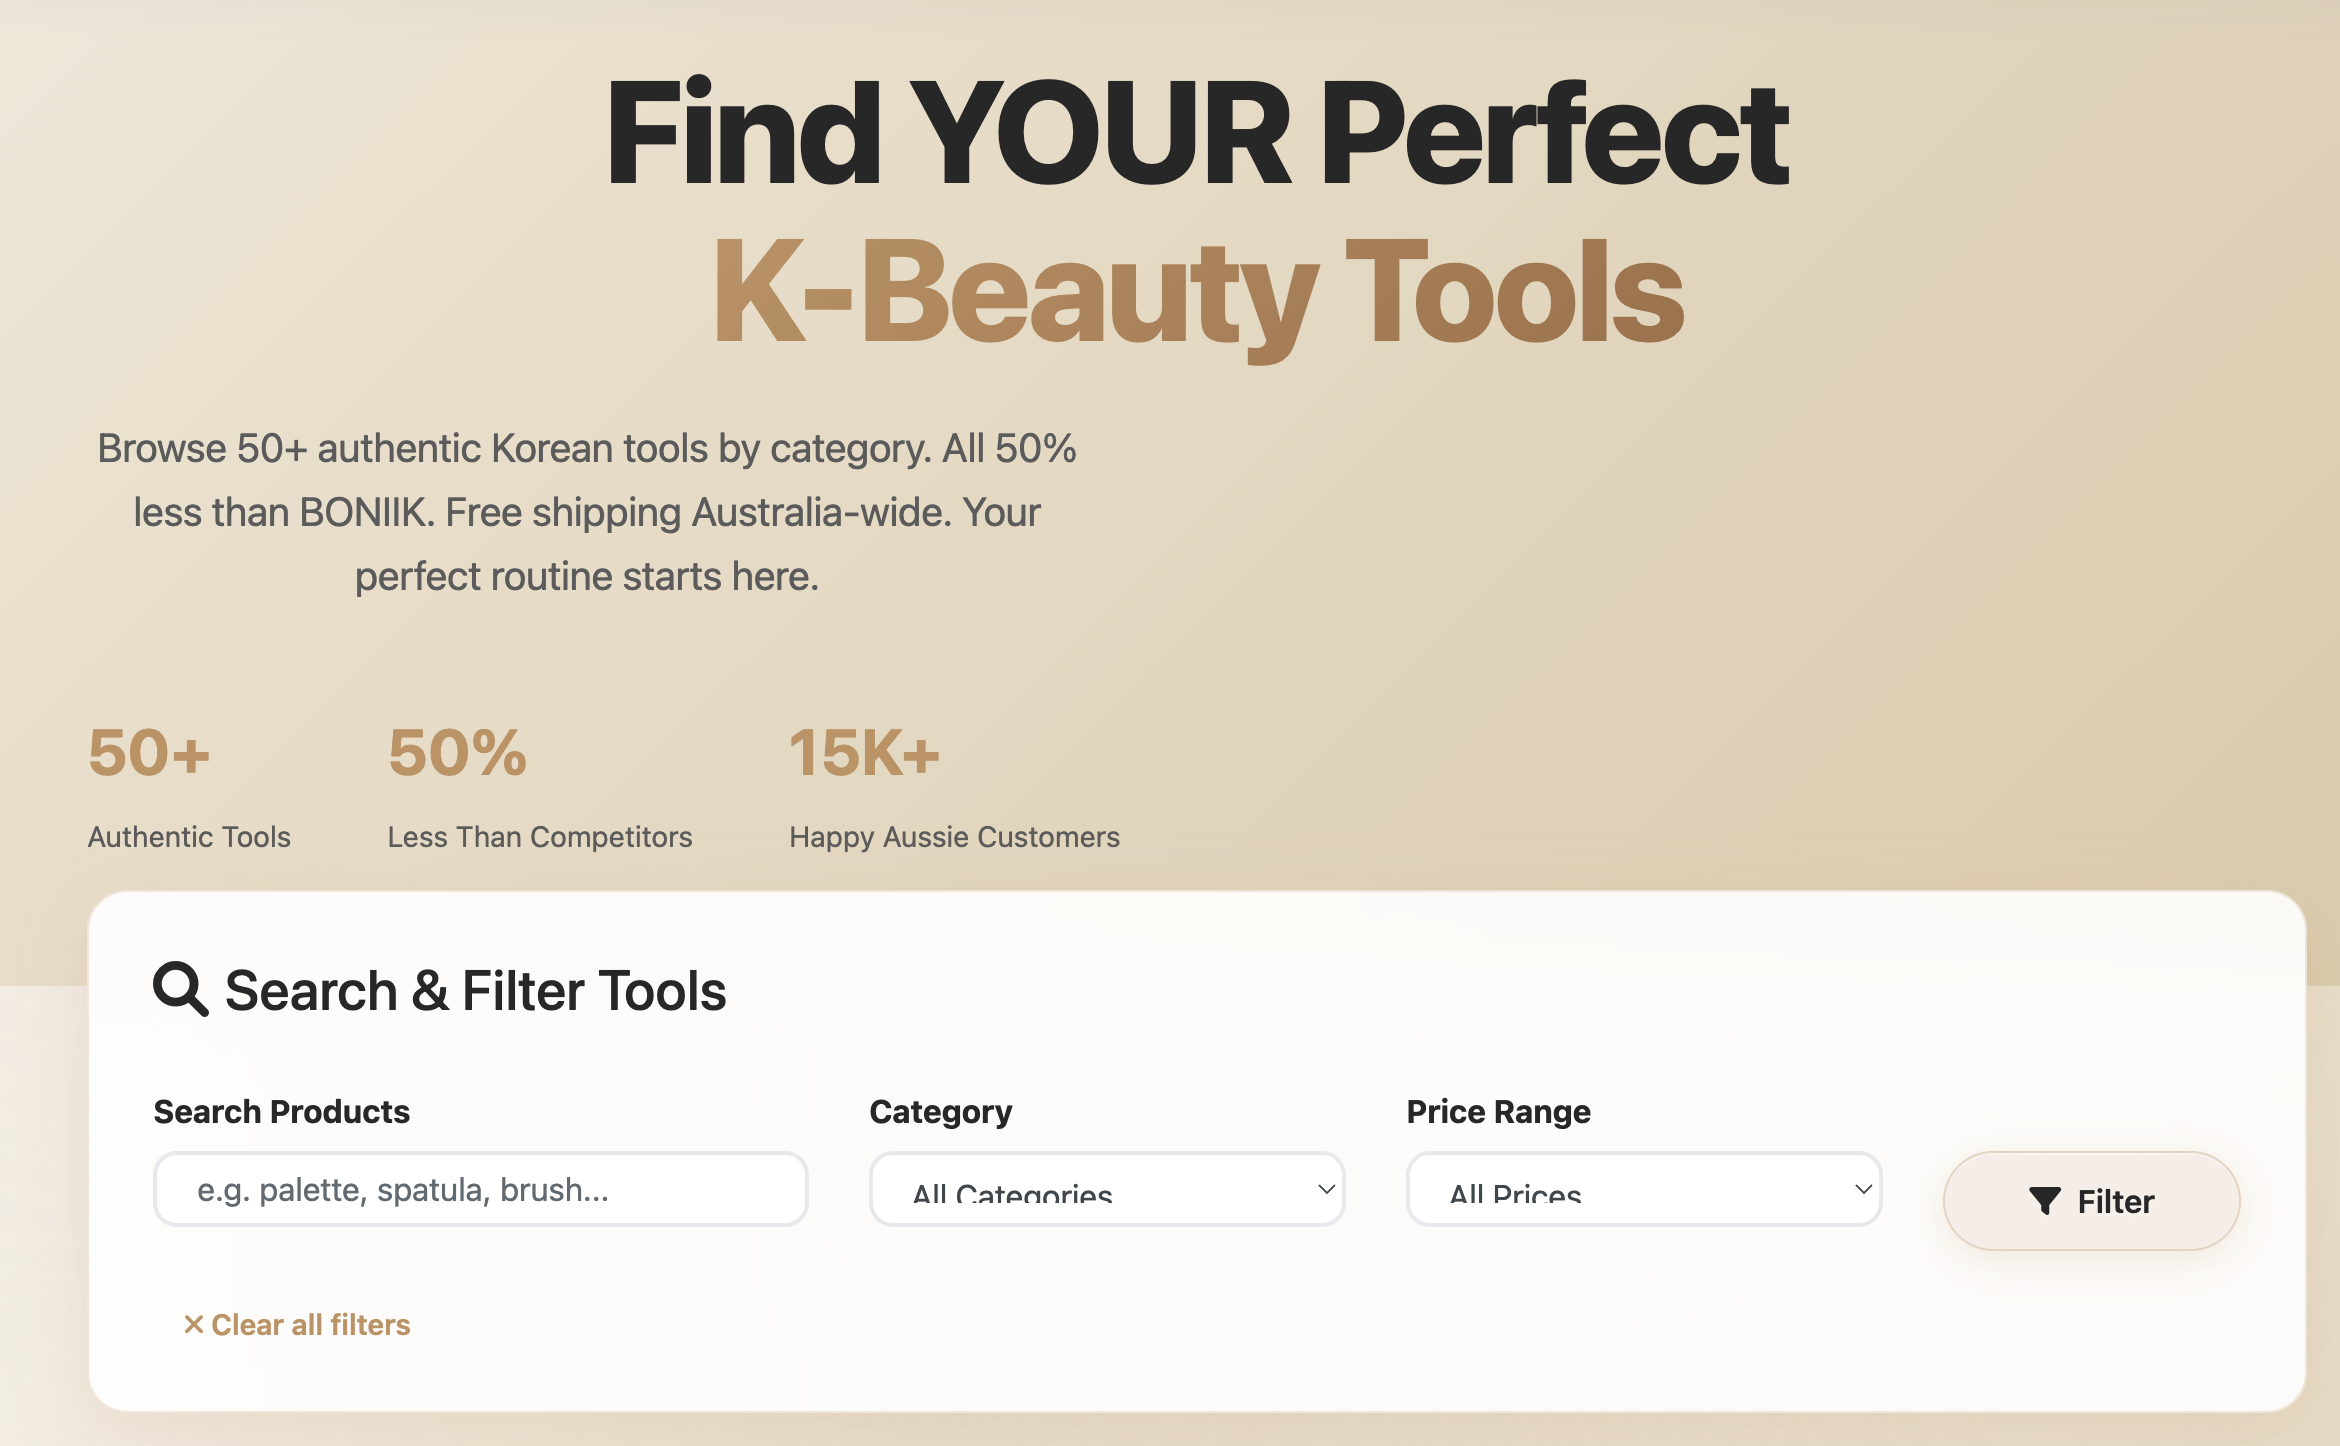 Find YOUR Perfect
K-Beauty Tools
Browse 50+ authentic Korean tools by category. All 50%
less than BONIIK. Free shipping Australia-wide. Your
perfect routine starts here.
50+
Authentic Tools
50%
Less Than Competitors
15K+
Happy Aussie Customers
Search & Filter Tools
Search Products
e.g. palette, spatula, brush...
Category
All Categories
Price Range
All Prices
Filter
× Clear all filters